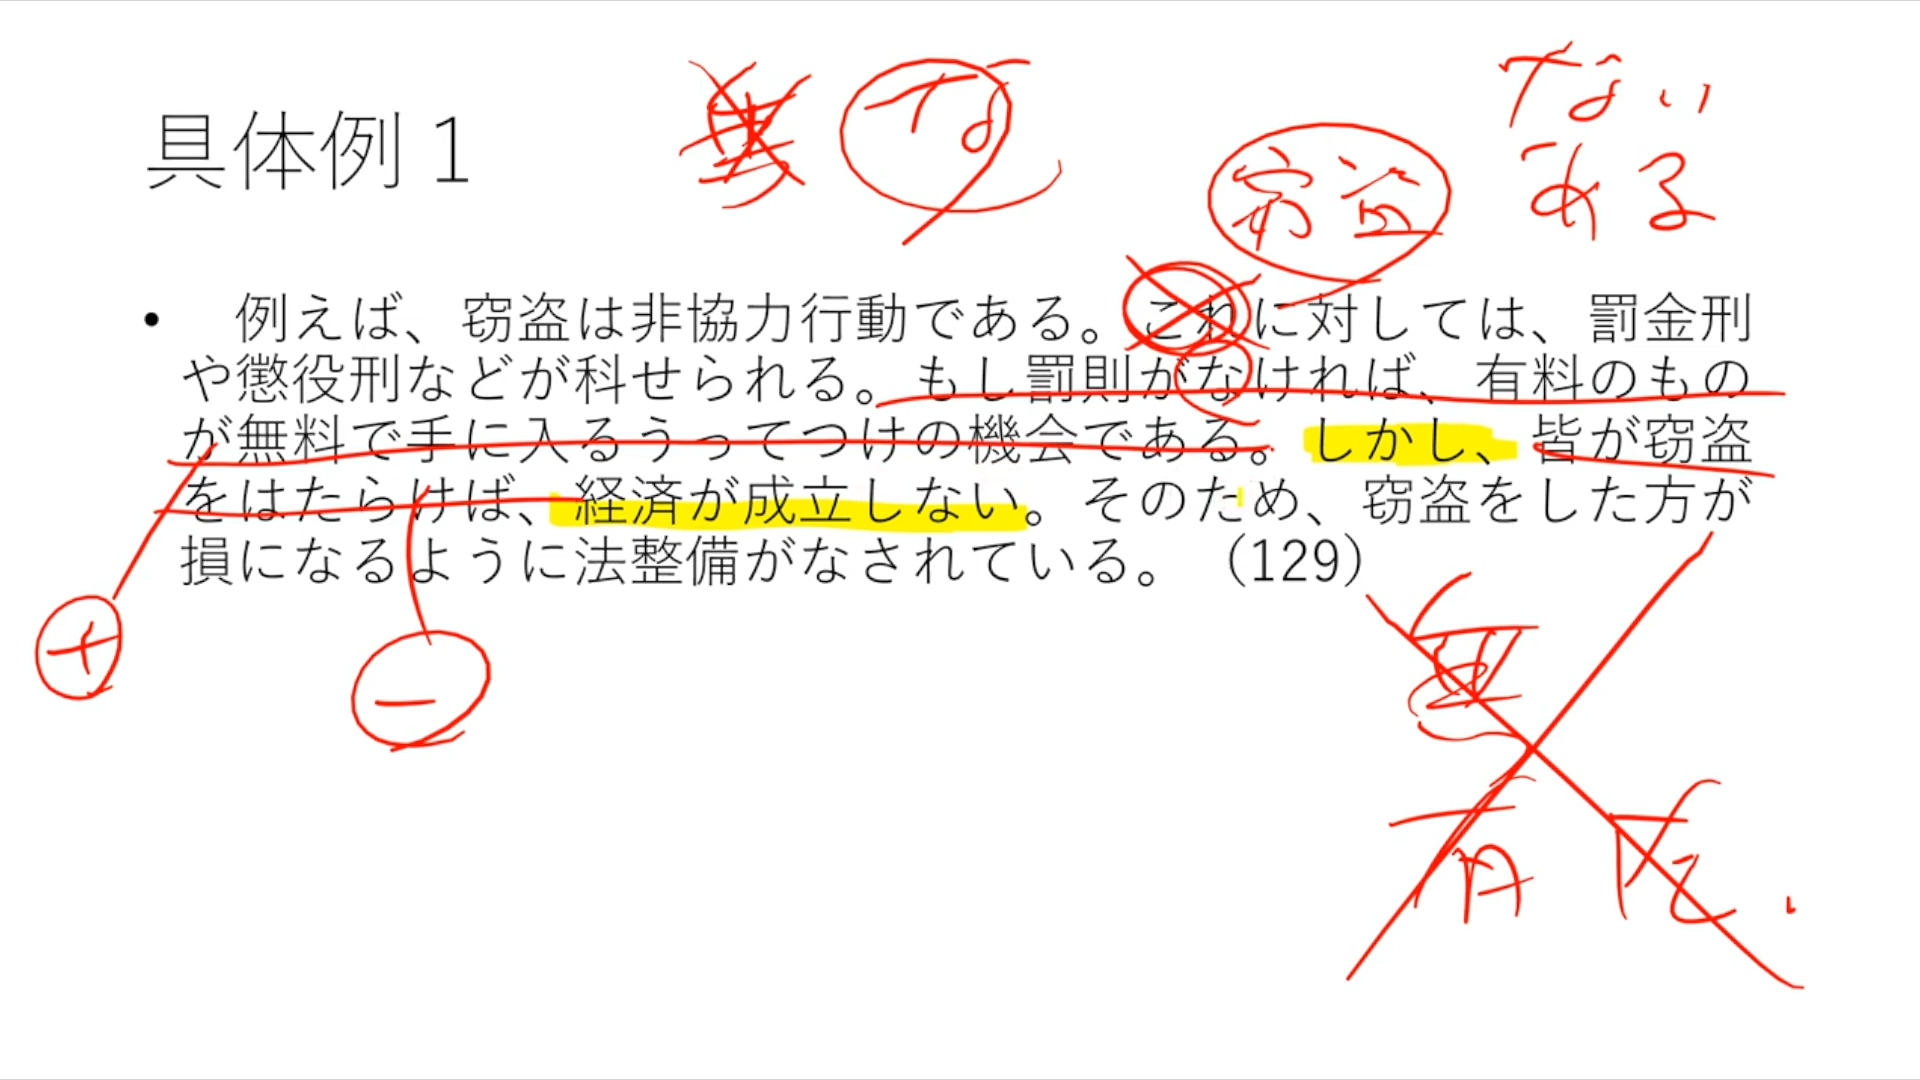 な
ない
具体例１
窃盗
ある
• 例えば、窃盗は非協力行動である。これに対しては、罰金刑
や懲役刑などが科せられる。もし罰則がなければ、有料のもの
が無料で手に入るうってつけの機会である。しかし、皆が窃盗
をはたらけば、経済が成立しない。そのため、窃盗をした方が
損になるように法整備がなされている。（129）
+
−
有